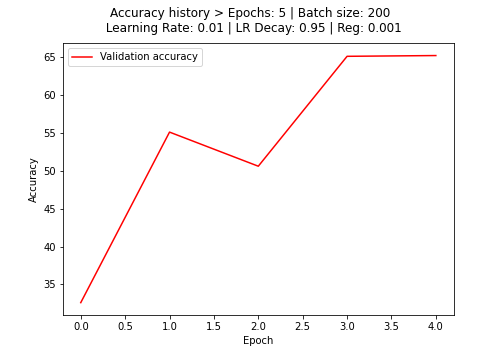 Accuracy history > Epochs: 5 | Batch size: 200
Learning Rate: 0.01 | LR Decay: 0.95 | Reg: 0.001
Validation accuracy
65
60
55
50
45
40
35
Accuracy
0.0 0.5 1.0 1.5 2.0 2.5 3.0 3.5 4.0
Epoch